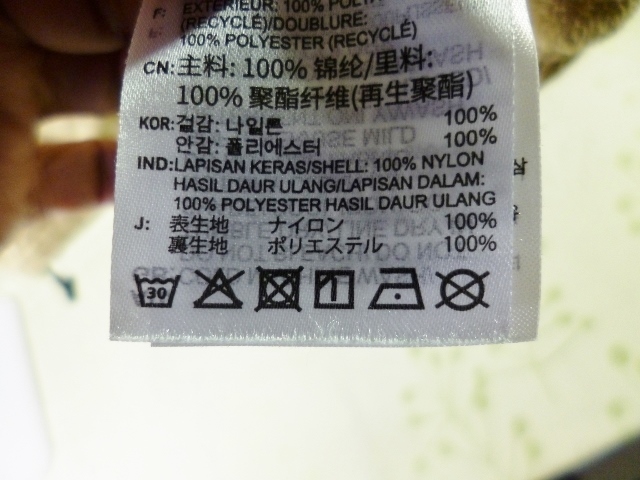 F: EXTÉRIEUR: 100% POLYA
(RECYCLÉ)/DOUBLURE:
100% POLYESTER (RECYCLÉ)
CN: 主料: 100% 锦纶/里料:
100% 聚酯纤维(再生聚酯)
KOR: 겉감: 나일론 100%
안감: 폴리에스터 100%
IND: LAPISAN KERAS/SHELL: 100% NYLON
HASIL DAUR ULANG/LAPISAN DALAM:
100% POLYESTER HASIL DAUR ULANG
J: 表生地 ナイロン 100%
裏生地 ポリエステル 100%
30